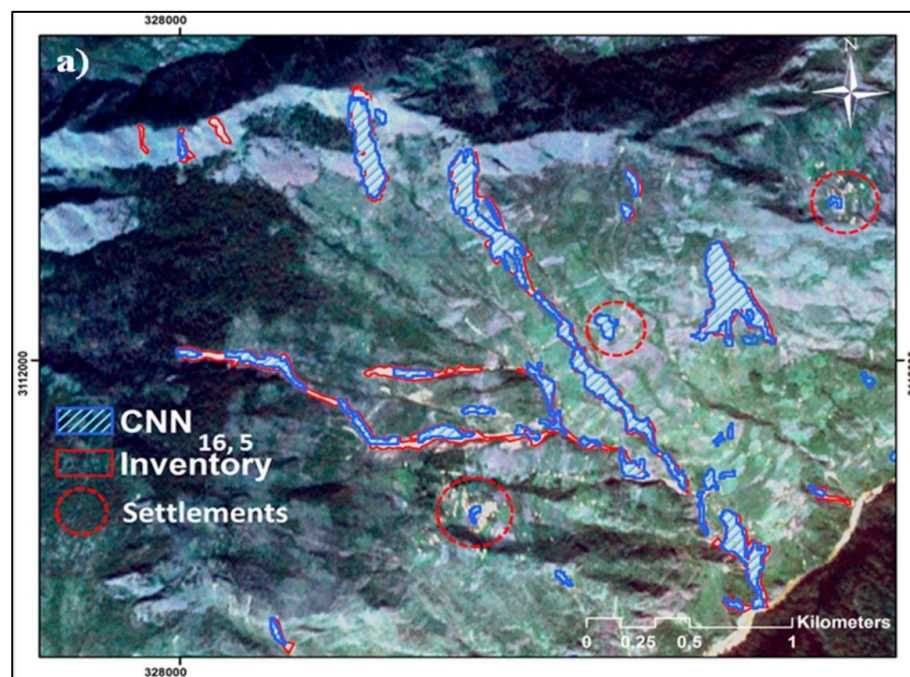 328000
a)
N
3112000
CNN 16, 5
Inventory
Settlements
Kilometers
0 0.25 0.5 1
328000